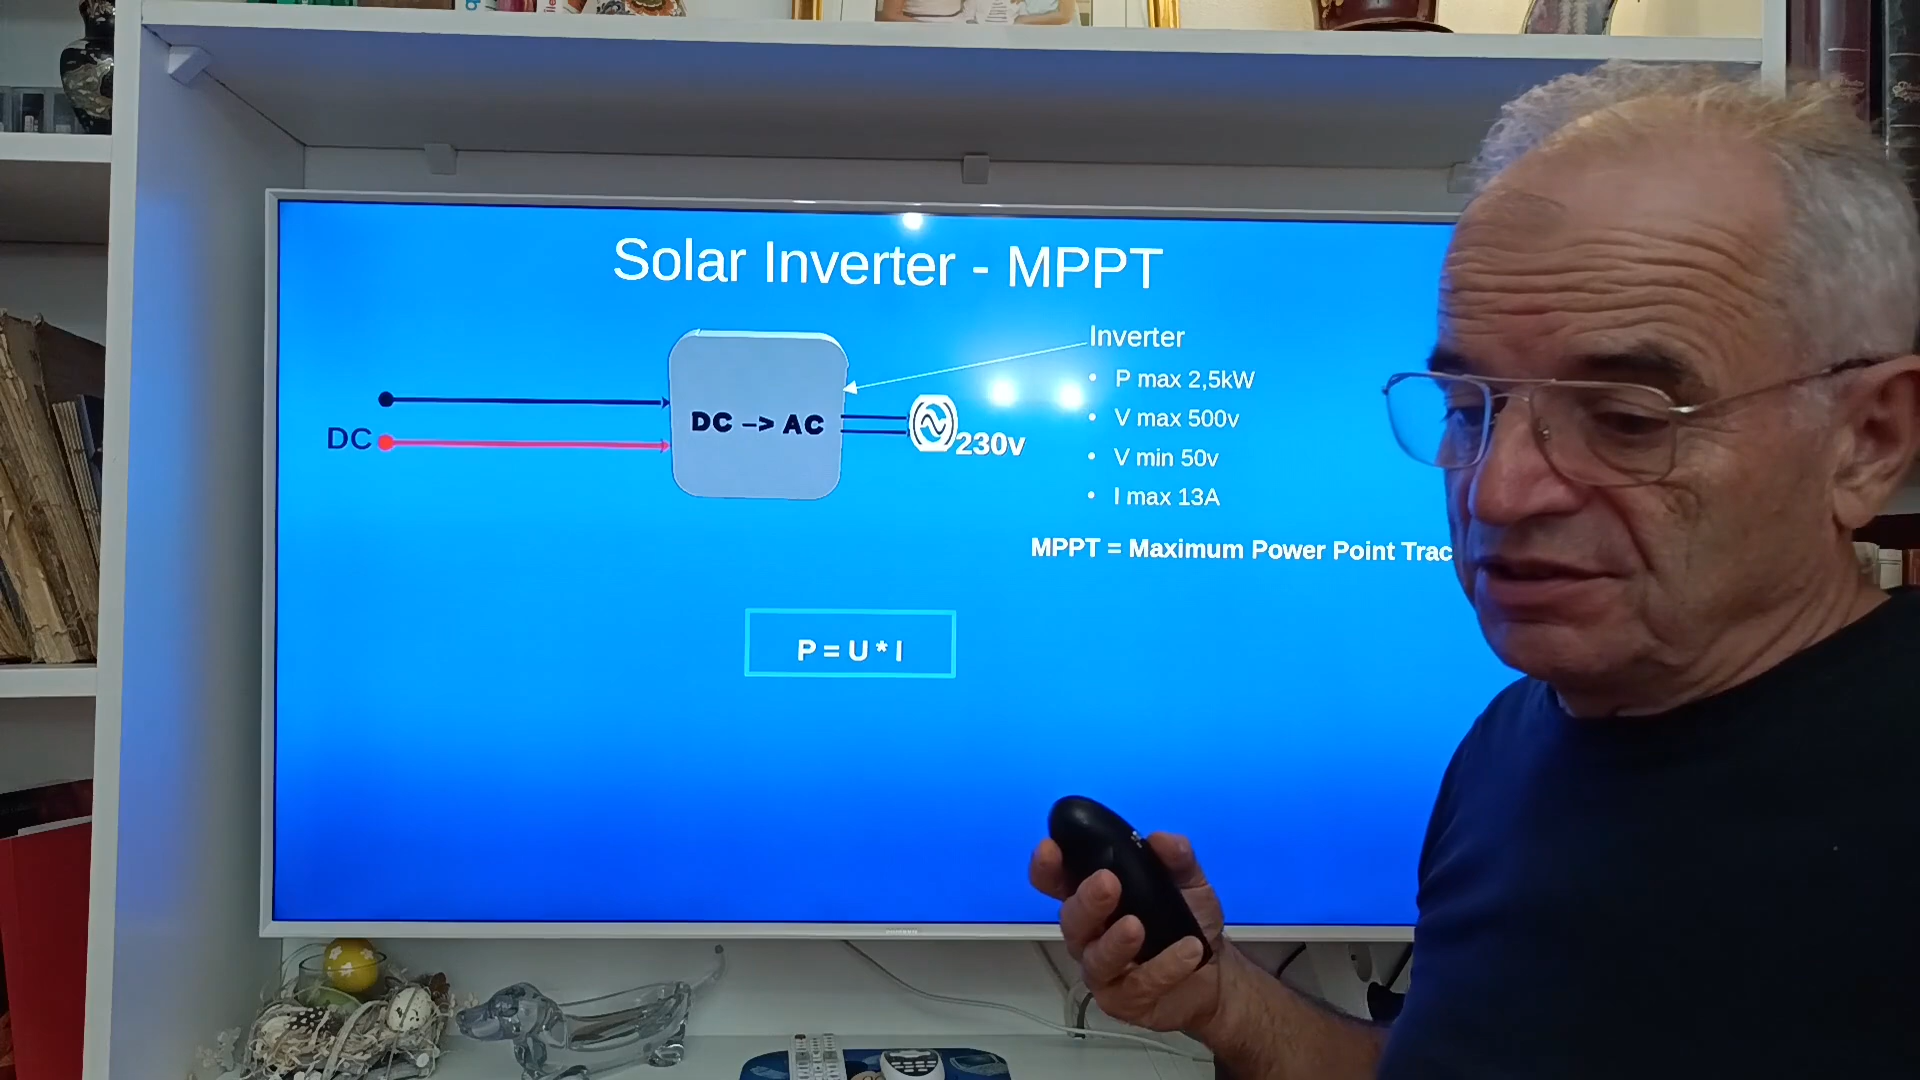 Solar Inverter - MPPT
Inverter
• P max 2,5kW
• V max 500v
• V min 50v
• I max 13A
DC
DC -> AC
230v
MPPT = Maximum Power Point Trac
P = U * I